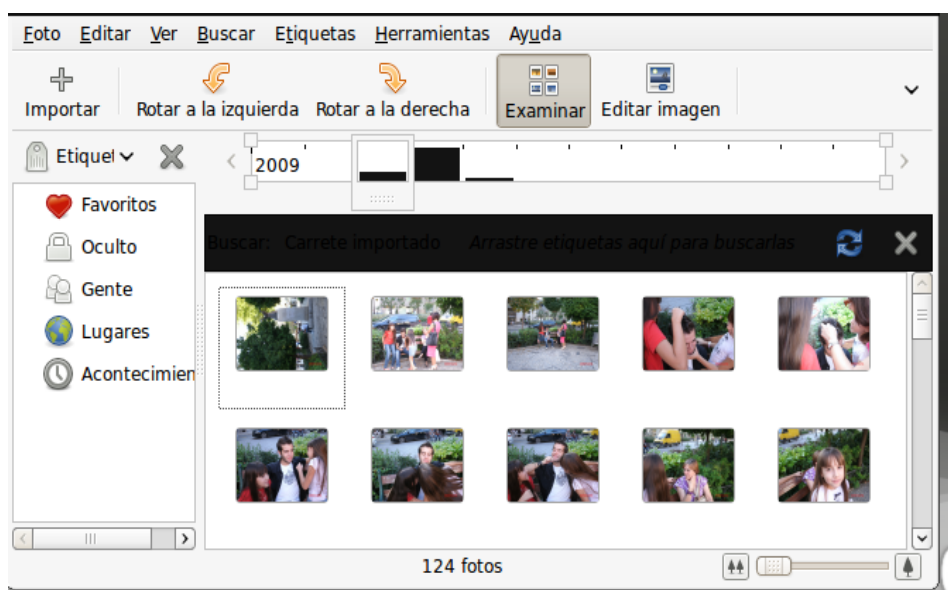 Foto Editar Ver Buscar Etiquetas Herramientas Ayuda
Importar Rotar a la izquierda Rotar a la derecha Examinar Editar imagen
Etiquet
2009
Favoritos
Buscar: Carrete importado Arrastre etiquetas aquí para buscarlas
Oculto
Gente
Lugares
Acontecimien
124 fotos